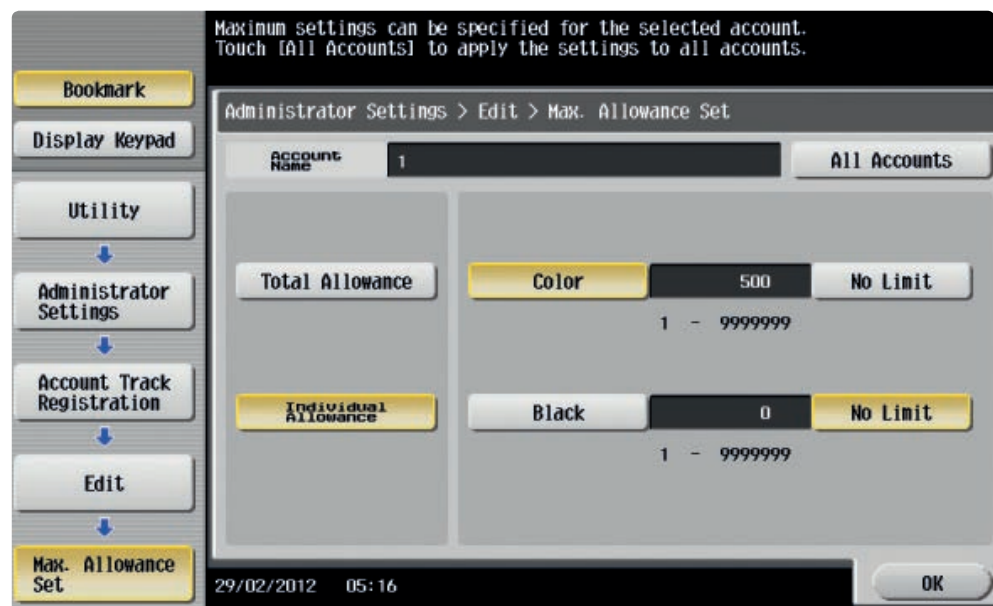 Maximum settings can be specified for the selected account.
Touch [All Accounts] to apply the settings to all accounts.
Bookmark
Display Keypad
Utility
Administrator
Settings
Account Track
Registration
Edit
Max. Allowance
Set
Administrator Settings > Edit > Max. Allowance Set
Account
Name
1
All Accounts
Total Allowance
Color
500
No Limit
1 - 9999999
Individual
Allowance
Black
0
No Limit
1 - 9999999
29/02/2012 05:16
OK